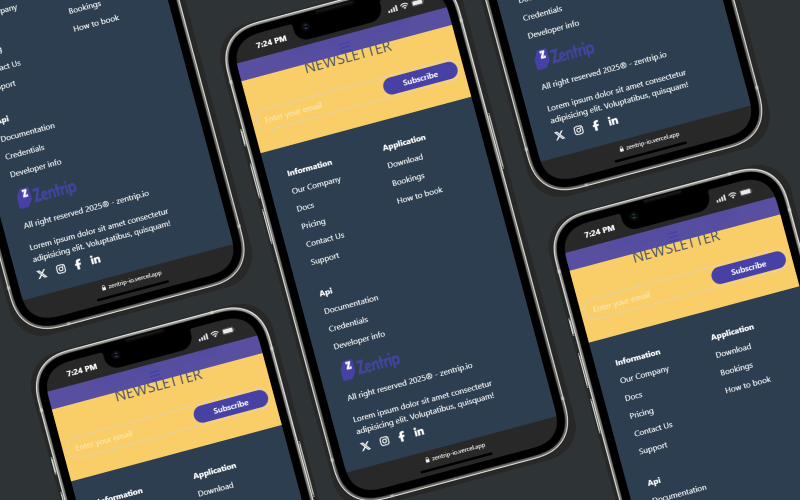 pany
Bookings
How to book
act Us
port
Api
Documentation
Credentials
Developer info
Zentrip
All right reserved 2025® - zentrip.io
Lorem ipsum dolor sit amet consectetur
adipisicing elit. Voluptatibus, quisquam!
zentrip-io.vercel.app
7:24 PM
NEWSLETTER
Enter your email
Subscribe
Information
Application
Our Company
Download
Docs
Bookings
Pricing
How to book
Contact Us
Support
Api
Documentation
Credentials
Developer info
Zentrip
All right reserved 2025® - zentrip.io
Lorem ipsum dolor sit amet consectetur
adipisicing elit. Voluptatibus, quisquam!
zentrip-io.vercel.app
Credentials
Developer info
Zentrip
All right reserved 2025® - zentrip.io
Lorem ipsum dolor sit amet consectetur
adipisicing elit. Voluptatibus, quisquam!
zentrip-io.vercel.app
7:24 PM
NEWSLETTER
Enter your email
Subscribe
Information
Application
Download
7:24 PM
NEWSLETTER
Enter your email
Subscribe
Information
Application
Our Company
Download
Docs
Bookings
Pricing
How to book
Contact Us
Support
Api
Documentation